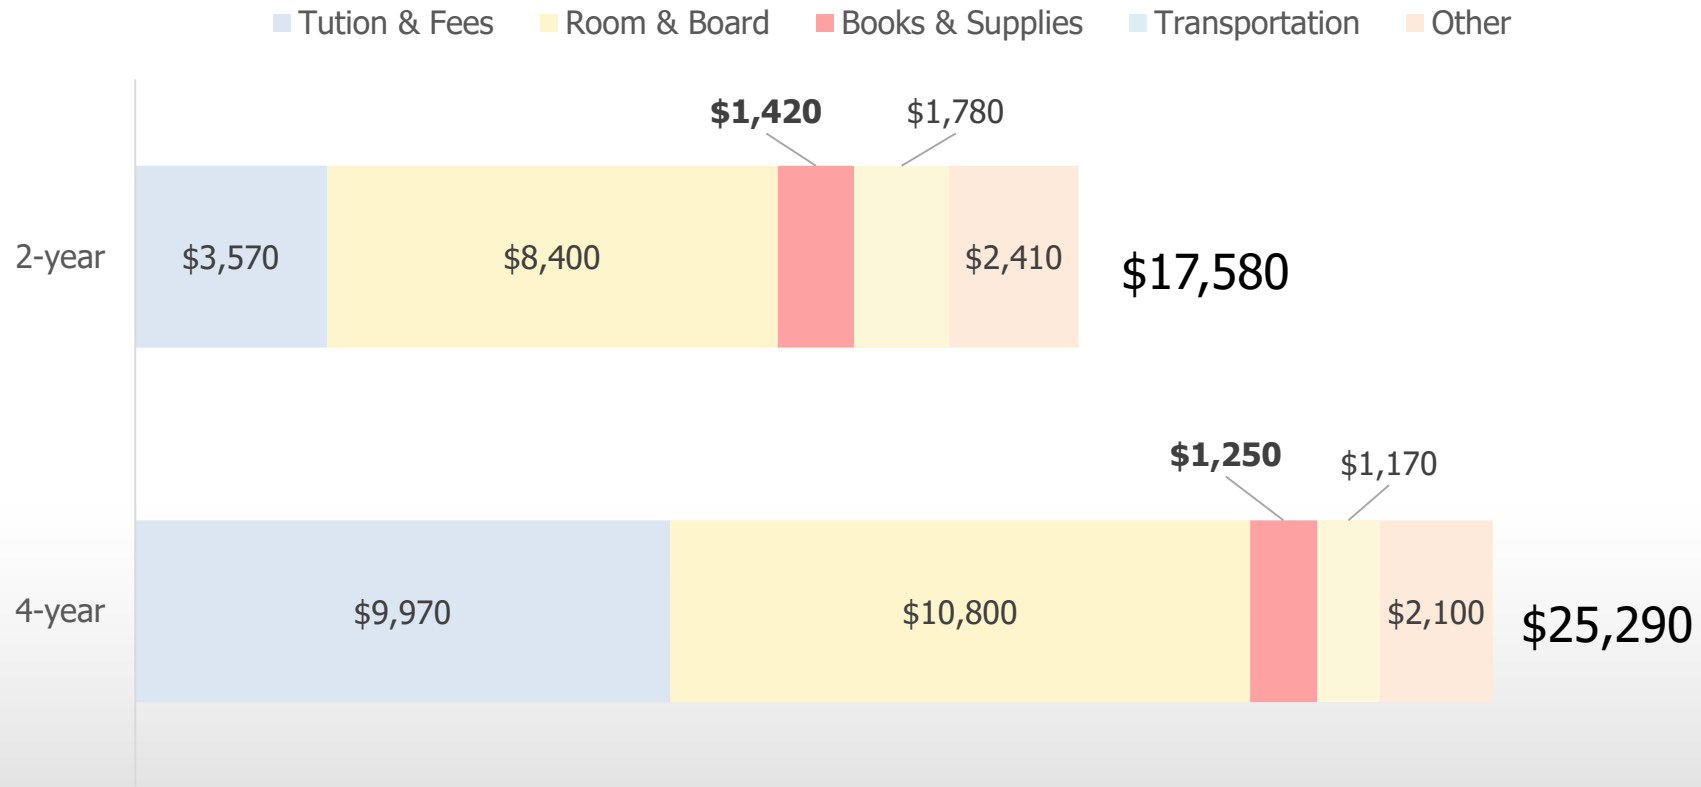 Tution & Fees Room & Board Books & Supplies Transportation Other
$1,420 $1,780
2-year $3,570 $8,400 $2,410 $17,580
$1,250 $1,170
4-year $9,970 $10,800 $2,100 $25,290